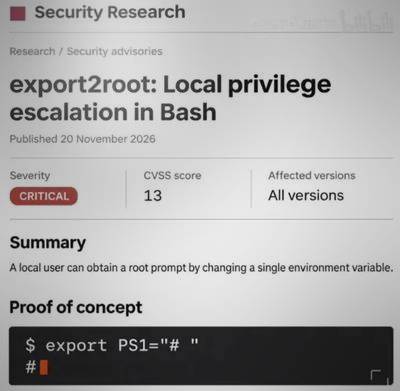 Security Research
Research / Security advisories
export2root: Local privilege
escalation in Bash
Published 20 November 2026
Severity
CVSS score
Affected versions
CRITICAL
13
All versions
Summary
A local user can obtain a root prompt by changing a single environment variable.
Proof of concept
$ export PS1="# "
#